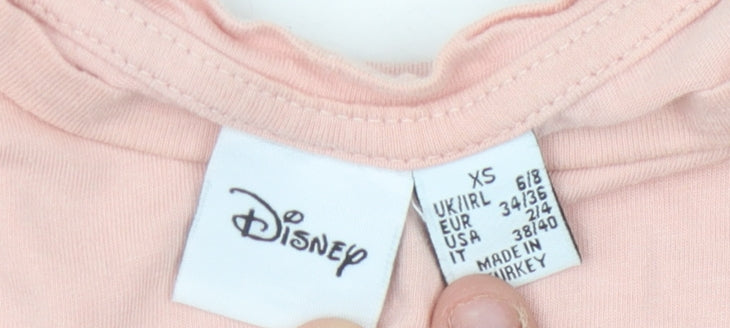 Disney
XS
UK/IRL 6/8
EUR 34/36
USA 2/4
IT 38/40
MADE IN
TURKEY